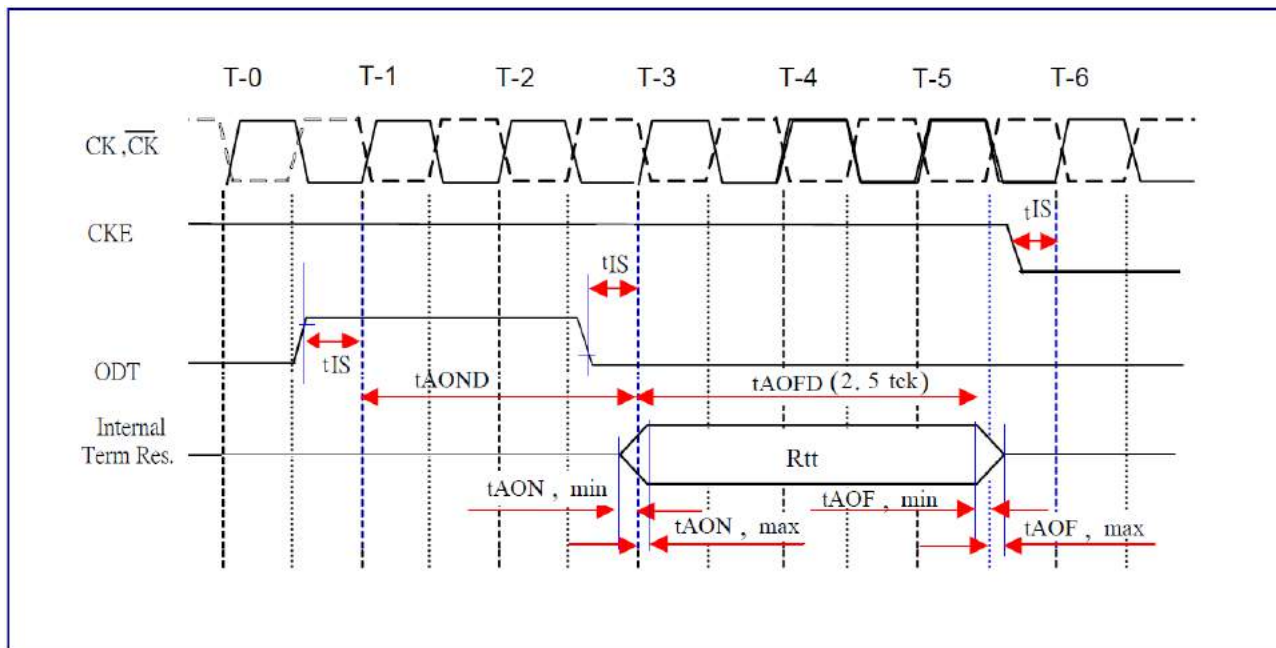 T-0 T-1 T-2 T-3 T-4 T-5 T-6
CK , CK
CKE
tIS
tIS
tIS
ODT
tAOND
tAOFD (2. 5 tck)
Internal
Term Res.
Rtt
tAON , min
tAOF , min
tAON , max
tAOF , max